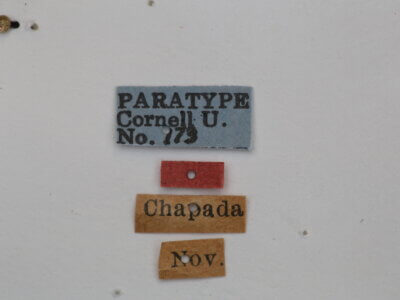 PARATYPE
Cornell U.
No. 173
Chapada
Nov.